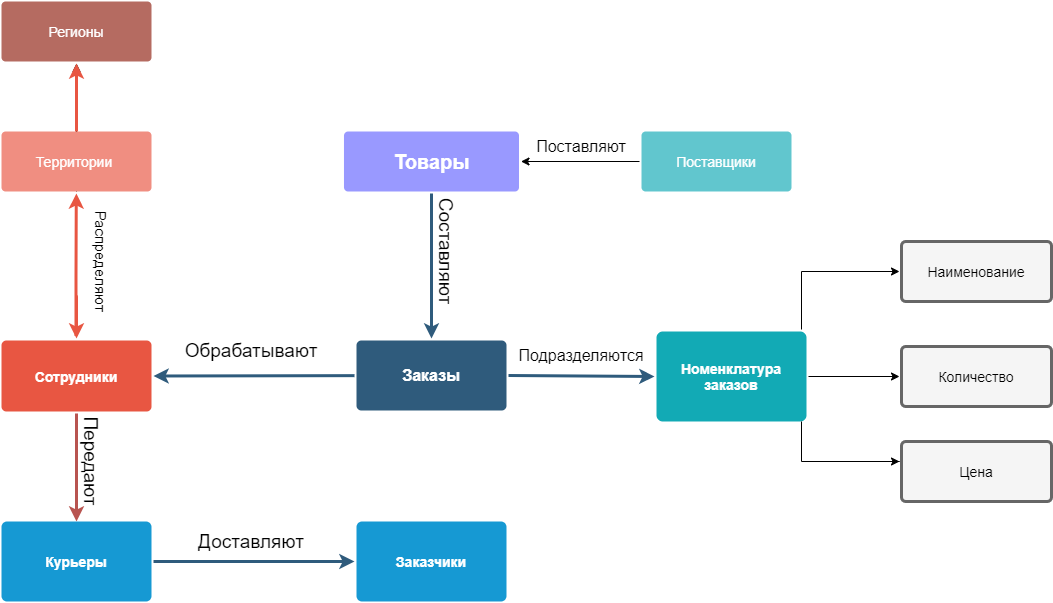 Регионы
Территории
Товары
Поставляют
Поставщики
Распределяют
Составляют
Наименование
Сотрудники
Обрабатывают
Заказы
Подразделяются
Номенклатура
заказов
Количество
Передают
Цена
Курьеры
Доставляют
Заказчики